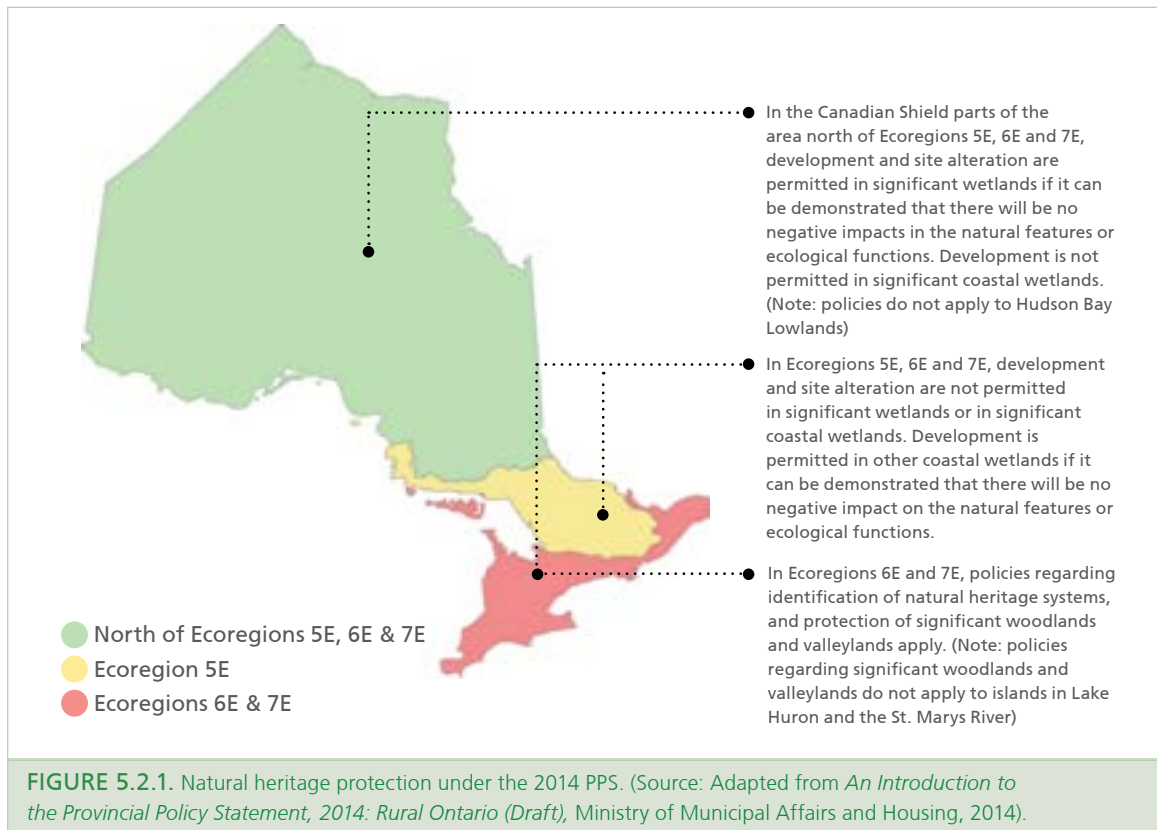 In the Canadian Shield parts of the
area north of Ecoregions 5E, 6E and 7E,
development and site alteration are
permitted in significant wetlands if it can
be demonstrated that there will be no
negative impacts in the natural features or
ecological functions. Development is not
permitted in significant coastal wetlands.
(Note: policies do not apply to Hudson Bay
Lowlands)
In Ecoregions 5E, 6E and 7E, development
and site alteration are not permitted
in significant wetlands or in significant
coastal wetlands. Development is
permitted in other coastal wetlands if it
can be demonstrated that there will be no
negative impact on the natural features or
ecological functions.
In Ecoregions 6E and 7E, policies regarding
identification of natural heritage systems,
and protection of significant woodlands
and valleylands apply. (Note: policies
regarding significant woodlands and
valleylands do not apply to islands in Lake
Huron and the St. Marys River)
North of Ecoregions 5E, 6E & 7E
Ecoregion 5E
Ecoregions 6E & 7E
FIGURE 5.2.1. Natural heritage protection under the 2014 PPS. (Source: Adapted from An Introduction to
the Provincial Policy Statement, 2014: Rural Ontario (Draft), Ministry of Municipal Affairs and Housing, 2014).